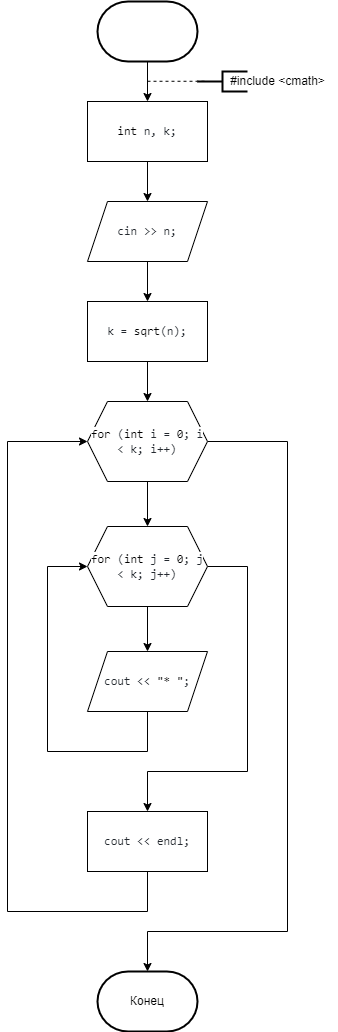 #include <cmath>
int n, k;
cin >> n;
k = sqrt(n);
for (int i = 0; i
< k; i++)
for (int j = 0; j
< k; j++)
cout << "* ";
cout << endl;
Конец